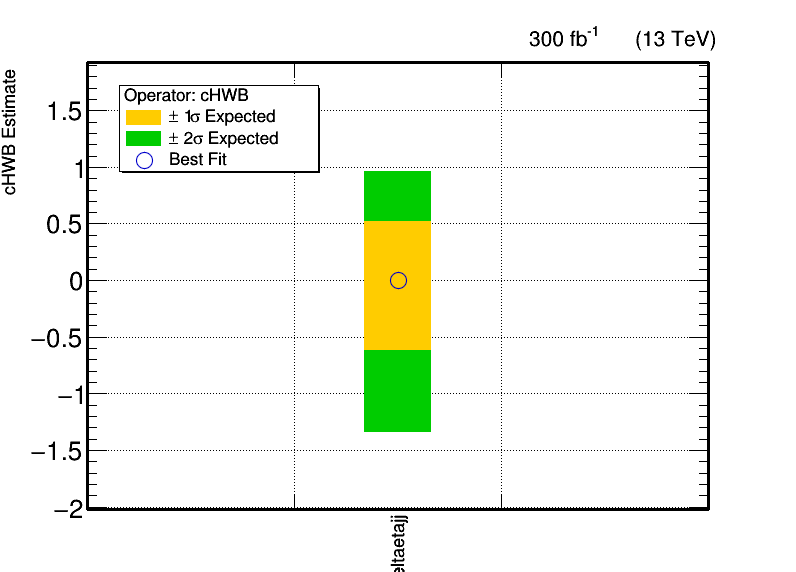 300 fb-1 (13 TeV)
cHWB Estimate
Operator: cHWB
± 1σ Expected
± 2σ Expected
Best Fit
1.5
1
0.5
0
−0.5
−1
−1.5
−2
eltaetajj